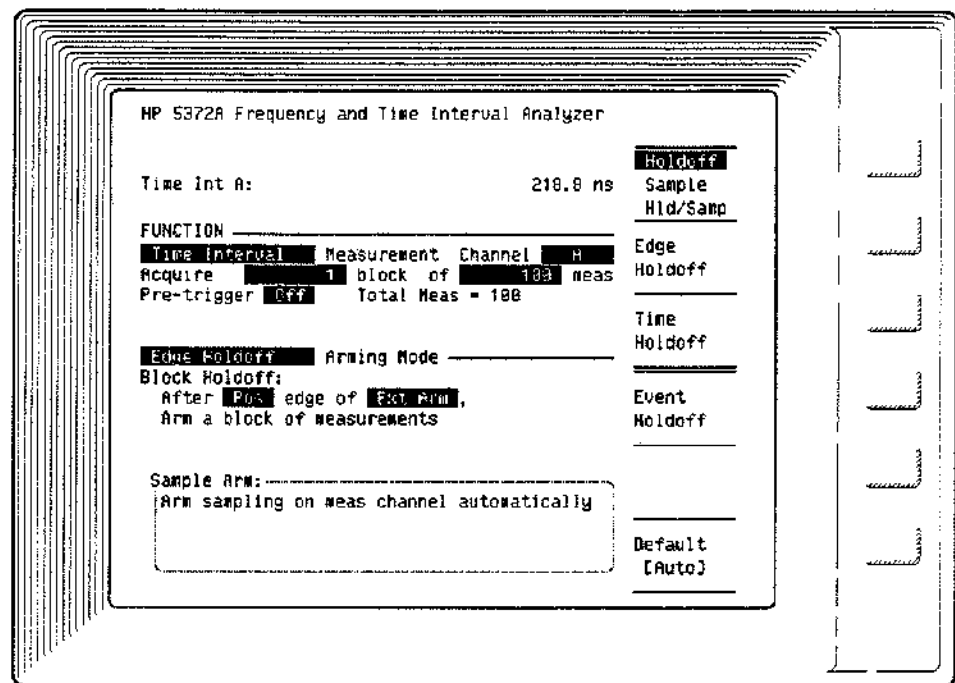 HP 5372A Frequency and Time Interval Analyzer
Time Int A: 218.8 ns
FUNCTION
Time Interval Measurement Channel A
Acquire 1 block of 100 meas
Pre-trigger Off Total Meas = 100
Edge Holdoff Arming Mode
Block Holdoff:
After Pos edge of Ext Arm,
Arm a block of measurements
Sample Arm:
Arm sampling on meas channel automatically
Holdoff
Sample
Hld/Samp
Edge
Holdoff
Time
Holdoff
Event
Holdoff
Default
[Auto]